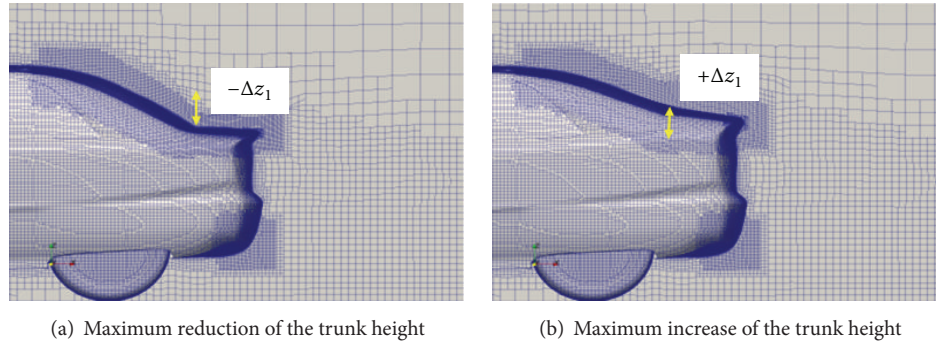 −Δz₁
+Δz₁
(a) Maximum reduction of the trunk height
(b) Maximum increase of the trunk height